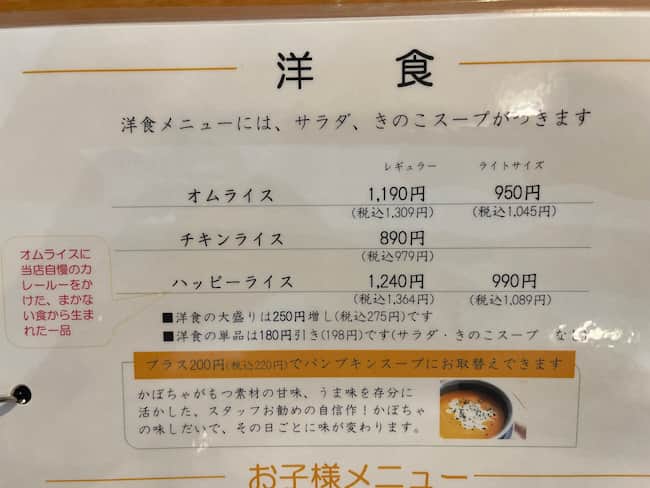 洋食
洋食メニューには、サラダ、きのこスープがつきます
レギュラー ライトサイズ
オムライス 1,190円 950円
(税込1,309円) (税込1,045円)
チキンライス 890円
(税込979円)
ハッピーライス 1,240円 990円
(税込1,364円) (税込1,089円)
オムライスに
当店自慢のカ
レールーをか
けた、まかな
い食から生ま
れた一品
■洋食の大盛りは250円増し(税込275円)です
■洋食の単品は180円引き(198円)です(サラダ・きのこスープ なし)
プラス200円(税込220円)でパンプキンスープにお取替えできます
かぼちゃがもつ素材の甘味、うま味を存分に
活かした、スタッフお勧めの自信作！かぼちゃ
の味しだいで、その日ごとに味が変わります。
お子様メニュー